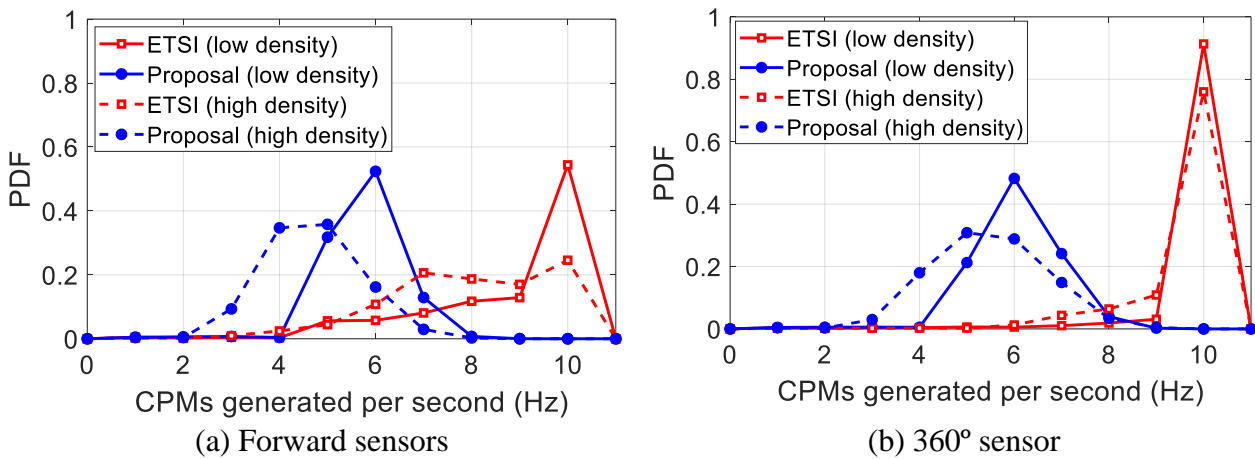 1
0.8
0.6
0.4
0.2
0
PDF
ETSI (low density)
Proposal (low density)
ETSI (high density)
Proposal (high density)
0 2 4 6 8 10
CPMs generated per second (Hz)
(a) Forward sensors
1
0.8
0.6
0.4
0.2
0
PDF
ETSI (low density)
Proposal (low density)
ETSI (high density)
Proposal (high density)
0 2 4 6 8 10
CPMs generated per second (Hz)
(b) 360º sensor